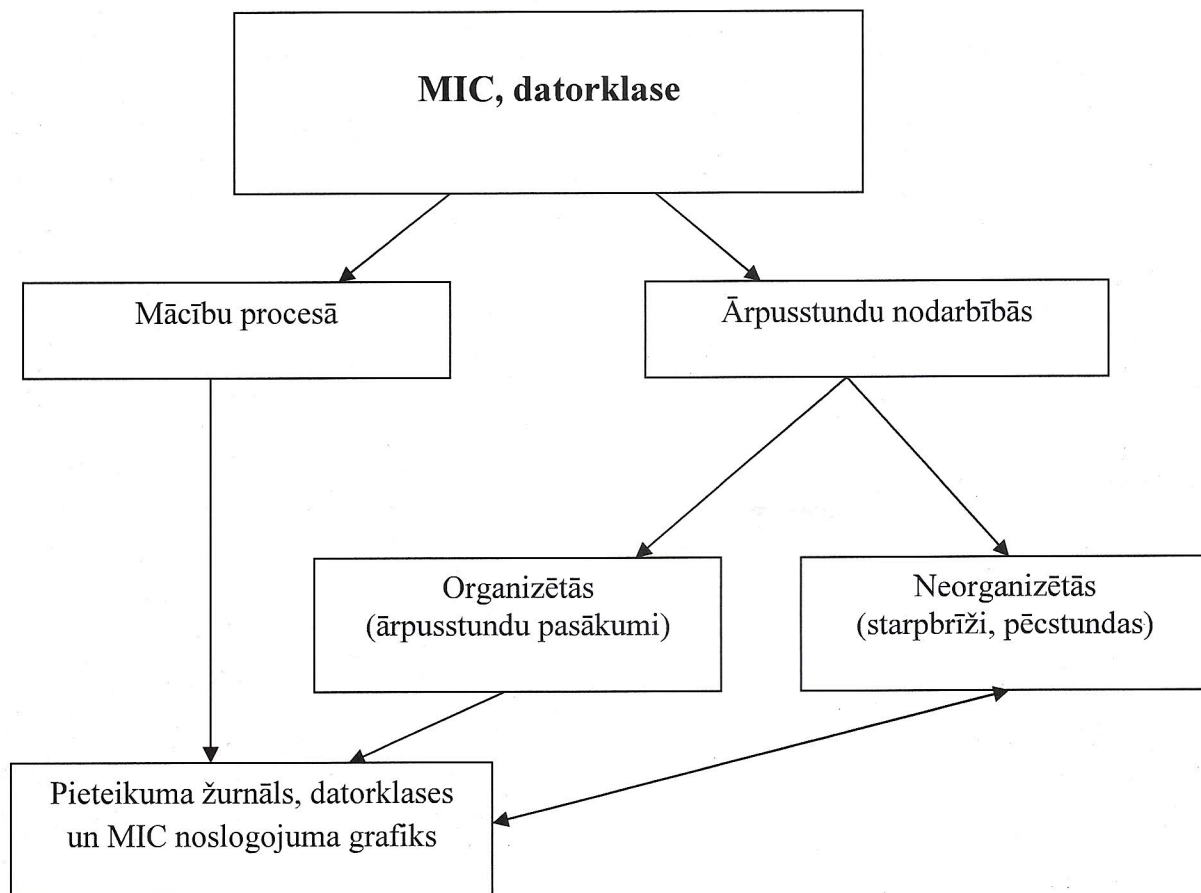 MIC, datorklase
Mācību procesā
Ārpusstundu nodarbībās
Organizētās
(ārpusstundu pasākumi)
Neorganizētās
(starpbrīži, pēcstundas)
Pieteikuma žurnāls, datorklases
un MIC noslogojuma grafiks